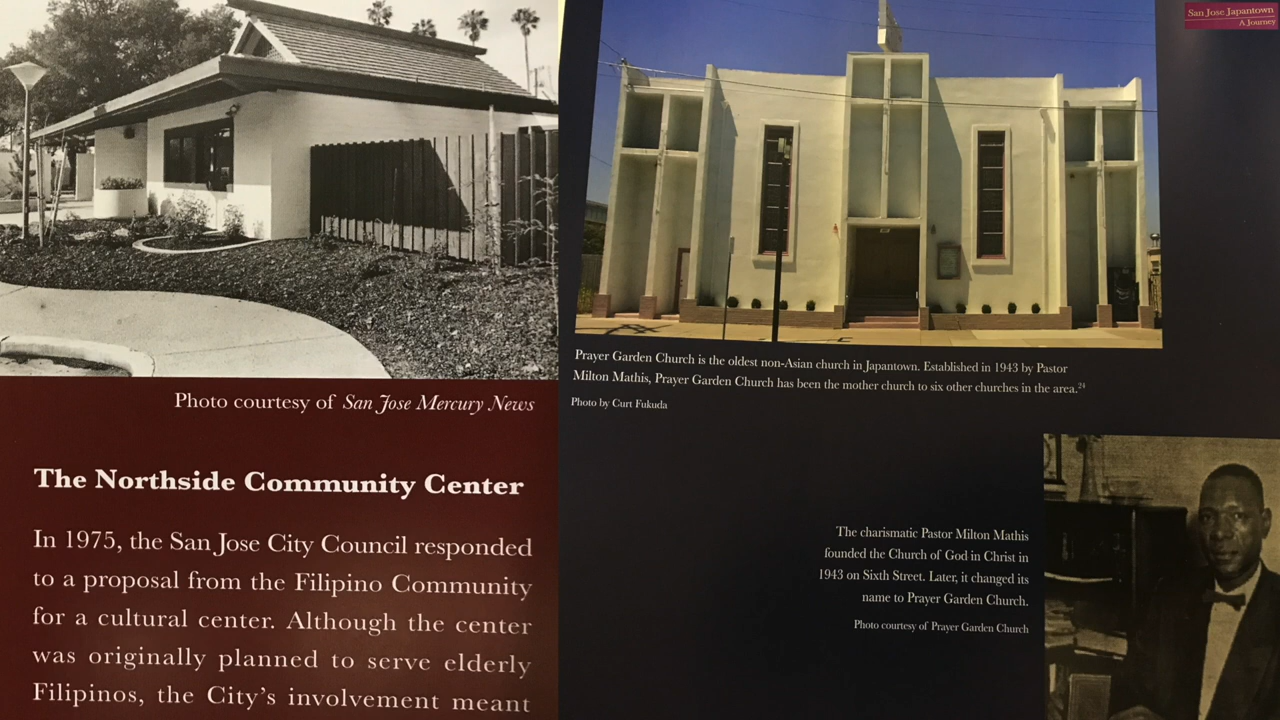 Photo courtesy of San Jose Mercury News
The Northside Community Center
In 1975, the San Jose City Council responded
to a proposal from the Filipino Community
for a cultural center. Although the center
was originally planned to serve elderly
Filipinos, the City's involvement meant
San Jose Japantown
A Journey
Prayer Garden Church is the oldest non-Asian church in Japantown. Established in 1943 by Pastor
Milton Mathis, Prayer Garden Church has been the mother church to six other churches in the area.24
Photo by Curt Fukuda
The charismatic Pastor Milton Mathis
founded the Church of God in Christ in
1943 on Sixth Street. Later, it changed its
name to Prayer Garden Church.
Photo courtesy of Prayer Garden Church